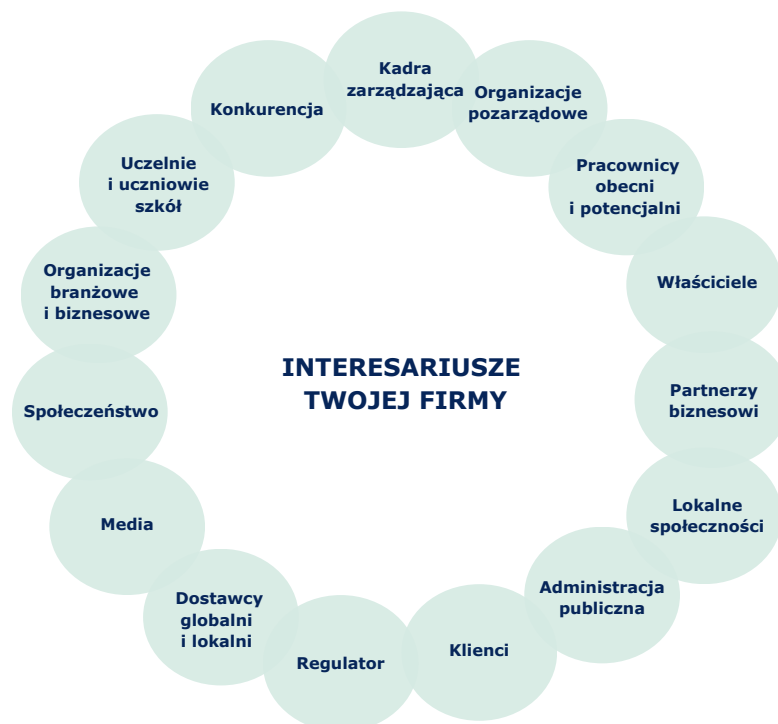 Kadra
zarządzająca
Organizacje
pozarządowe
Pracownicy
obecni
i potencjalni
Właściciele
Partnerzy
biznesowi
Lokalne
społeczności
Administracja
publiczna
Klienci
Regulator
Dostawcy
globalni
i lokalni
Media
Społeczeństwo
Organizacje
branżowe
i biznesowe
Uczelnie
i uczniowie
szkół
Konkurencja
INTERESARIUSZE
TWOJEJ FIRMY